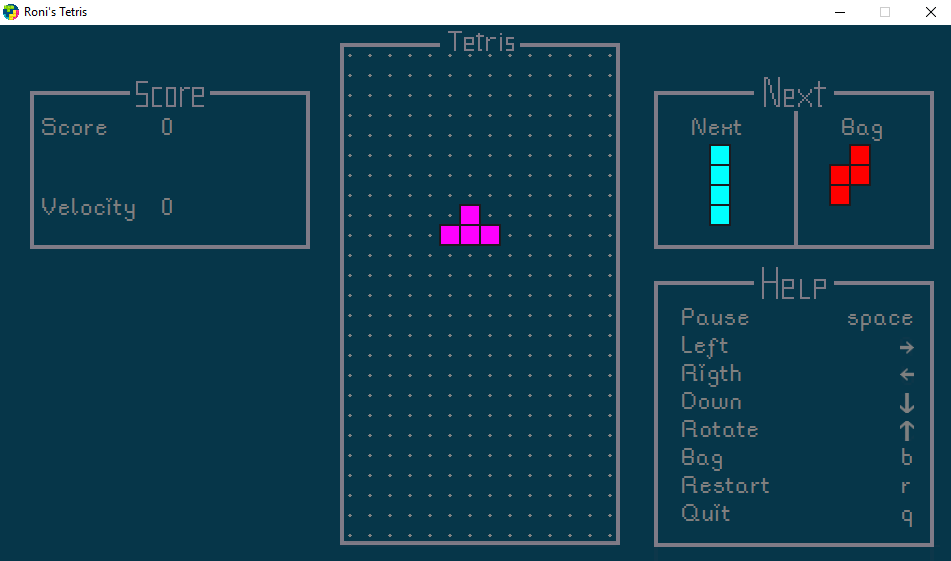 Roni's Tetris
Tetris
Score
Score 0
Velocity 0
Next
Next Bag
Help
Pause space
Left →
Rigth ←
Down ↓
Rotate ↑
Bag b
Restart r
Quit q